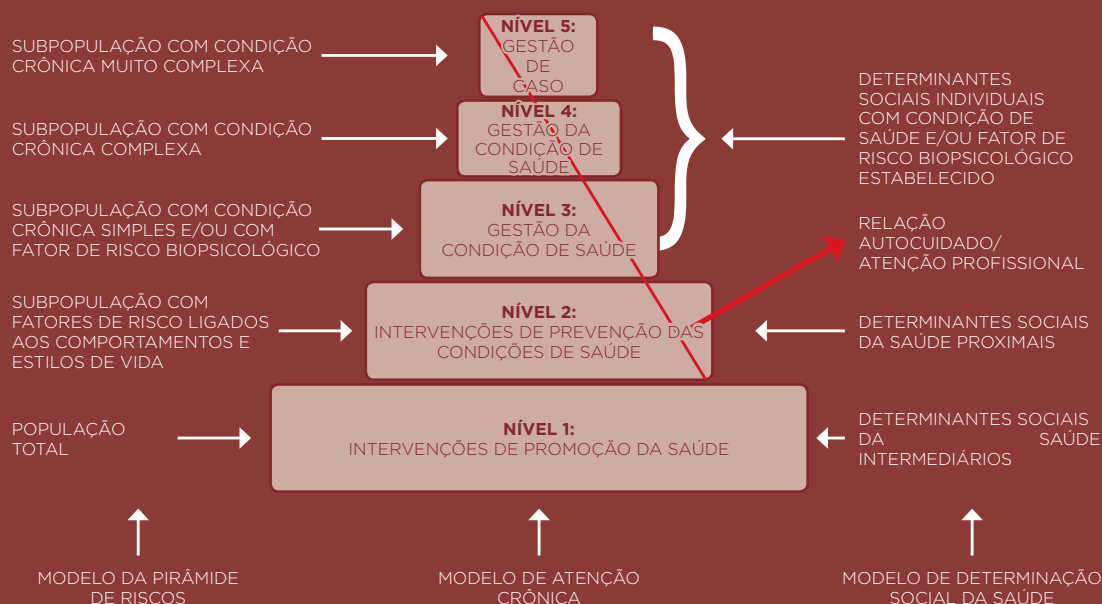 SUBPOPULAÇÃO COM CONDIÇÃO
CRÔNICA MUITO COMPLEXA
SUBPOPULAÇÃO COM CONDIÇÃO
CRÔNICA COMPLEXA
SUBPOPULAÇÃO COM CONDIÇÃO
CRÔNICA SIMPLES E/OU COM
FATOR DE RISCO BIOPSICOLÓGICO
SUBPOPULAÇÃO COM
FATORES DE RISCO LIGADOS
AOS COMPORTAMENTOS E
ESTILOS DE VIDA
POPULAÇÃO
TOTAL
MODELO DA PIRÂMIDE
DE RISCOS
NÍVEL 5:
GESTÃO
DE
CASO
NÍVEL 4:
GESTÃO DA
CONDIÇÃO DE
SAÚDE
NÍVEL 3:
GESTÃO DA
CONDIÇÃO DE SAÚDE
NÍVEL 2:
INTERVENÇÕES DE PREVENÇÃO DAS
CONDIÇÕES DE SAÚDE
NÍVEL 1:
INTERVENÇÕES DE PROMOÇÃO DA SAÚDE
MODELO DE ATENÇÃO
CRÔNICA
DETERMINANTES
SOCIAIS INDIVIDUAIS
COM CONDIÇÃO DE
SAÚDE E/OU FATOR DE
RISCO BIOPSICOLÓGICO
ESTABELECIDO
RELAÇÃO
AUTOCUIDADO/
ATENÇÃO PROFISSIONAL
DETERMINANTES SOCIAIS
DA SAÚDE PROXIMAIS
DETERMINANTES SOCIAIS
DA SAÚDE
INTERMEDIÁRIOS
MODELO DE DETERMINAÇÃO
SOCIAL DA SAÚDE